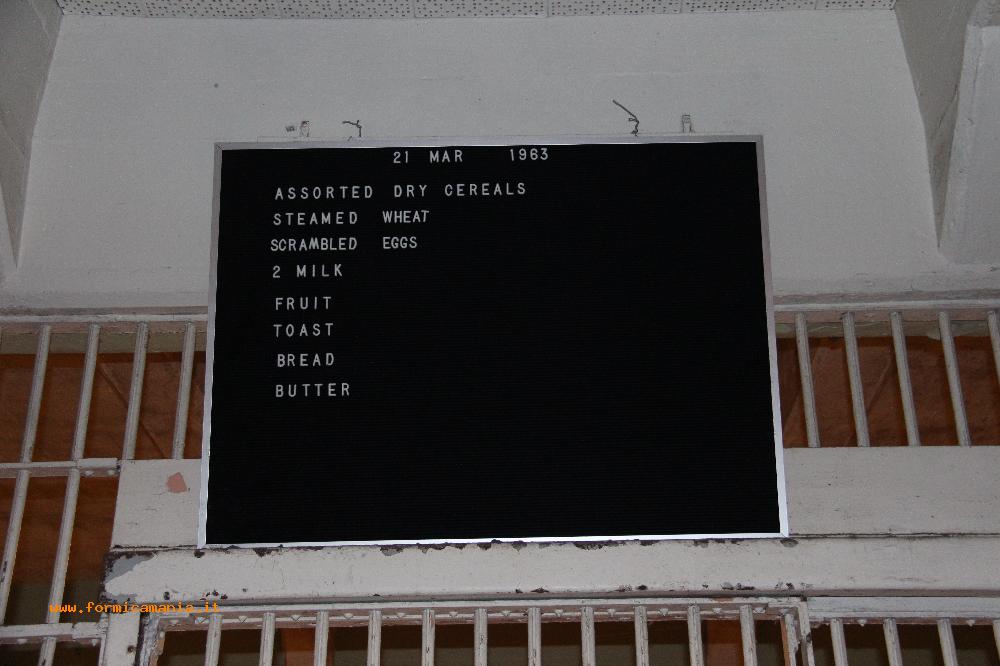 21 MAR 1963
ASSORTED DRY CEREALS
STEAMED WHEAT
SCRAMBLED EGGS
2 MILK
FRUIT
TOAST
BREAD
BUTTER
www.formicamania.it